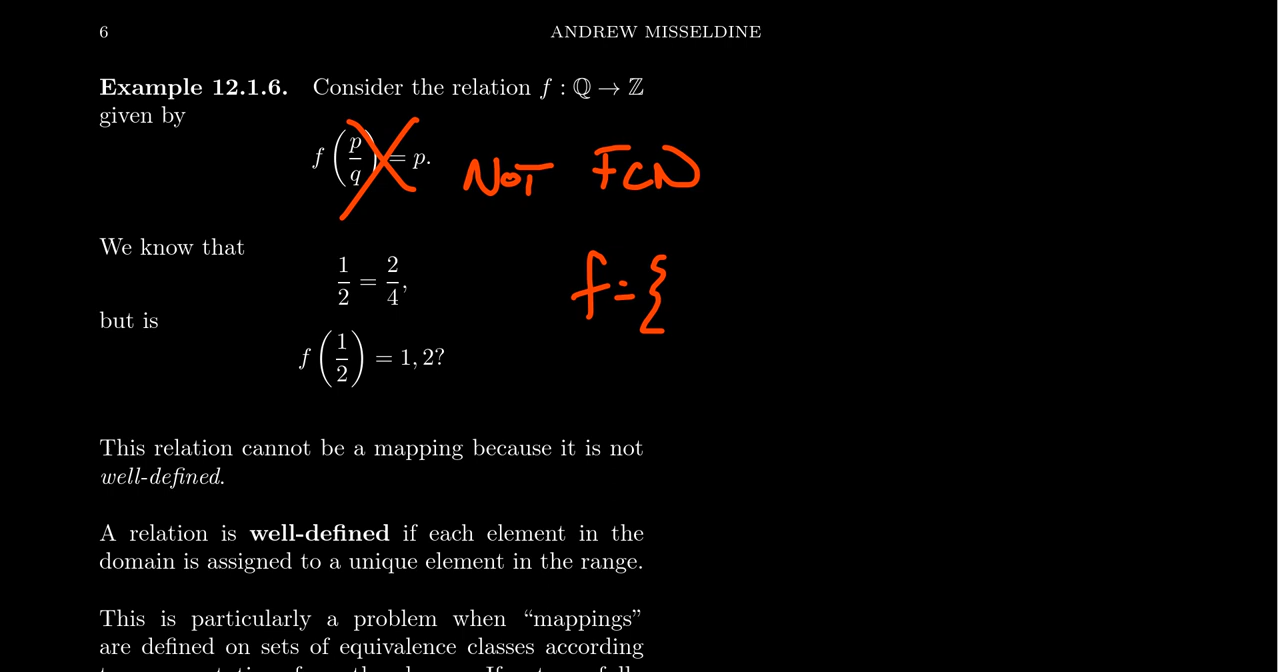 6 ANDREW MISSELDINE
Example 12.1.6. Consider the relation f : ℚ → ℤ
given by
f(p/q) = p.
NOT FCN
We know that
1/2 = 2/4,
f = {
but is
f(1/2) = 1, 2?
This relation cannot be a mapping because it is not
well-defined.
A relation is well-defined if each element in the
domain is assigned to a unique element in the range.
This is particularly a problem when “mappings”
are defined on sets of equivalence classes according